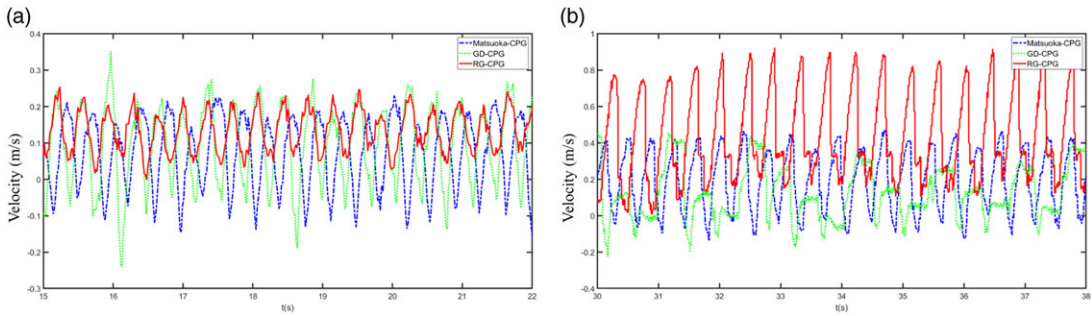 (a)
0.4
0.3
0.2
0.1
0
-0.1
-0.2
-0.3
Velocity (m/s)
15 16 17 18 19 20 21 22
t(s)
Matsuoka-CPG
GD-CPG
RG-CPG
(b)
1
0.8
0.6
0.4
0.2
0
-0.2
-0.4
Velocity (m/s)
30 31 32 33 34 35 36 37 38
t(s)
Matsuoka-CPG
GD-CPG
RG-CPG